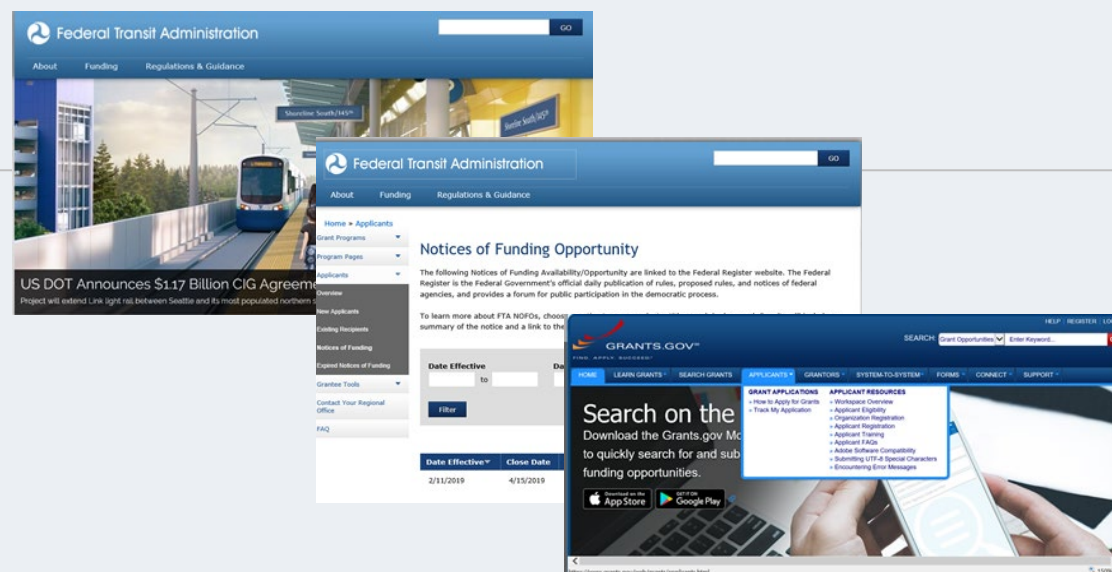 Federal Transit Administration
GO
About Funding Regulations & Guidance
Shoreline South/145th
Shoreline South/145th
US DOT Announces $1.17 Billion CIG Agreem
Project will extend Link light rail between Seattle and its most populated northern s
Federal Transit Administration
GO
About Funding Regulations & Guidance
Home » Applicants
Grant Programs
Program Pages
Applicants
Overview
New Applicants
Existing Recipients
Notices of Funding
Expired Notices of Funding
Grantee Tools
Contact Your Regional
Office
FAQ
Notices of Funding Opportunity
The following Notices of Funding Availability/Opportunity are linked to the Federal Register website. The Federal
Register is the Federal Government's official daily publication of rules, proposed rules, and notices of federal
agencies, and provides a forum for public participation in the democratic process.
To learn more about FTA NOFOs, choos
summary of the notice and a link to the
Date Effective Da
to
Filter
Date Effective Close Date
2/11/2019 4/15/2019
HELP | REGISTER | LO
GRANTS.GOV
FIND. APPLY. SUCCEED.
SEARCH: Grant Opportunities Enter Keyword...
HOME LEARN GRANTS SEARCH GRANTS APPLICANTS GRANTORS SYSTEM-TO-SYSTEM FORMS CONNECT SUPPORT
GRANT APPLICATIONS
» How to Apply for Grants
» Track My Application
APPLICANT RESOURCES
» Workspace Overview
» Applicant Eligibility
» Organization Registration
» Applicant Registration
» Applicant Training
» Applicant FAQs
» Adobe Software Compatibility
» Submitting UTF-8 Special Characters
» Encountering Error Messages
Search on the
Download the Grants.gov Mo
to quickly search for and sub
funding opportunities.
Download on the
App Store
GET IT ON
Google Play